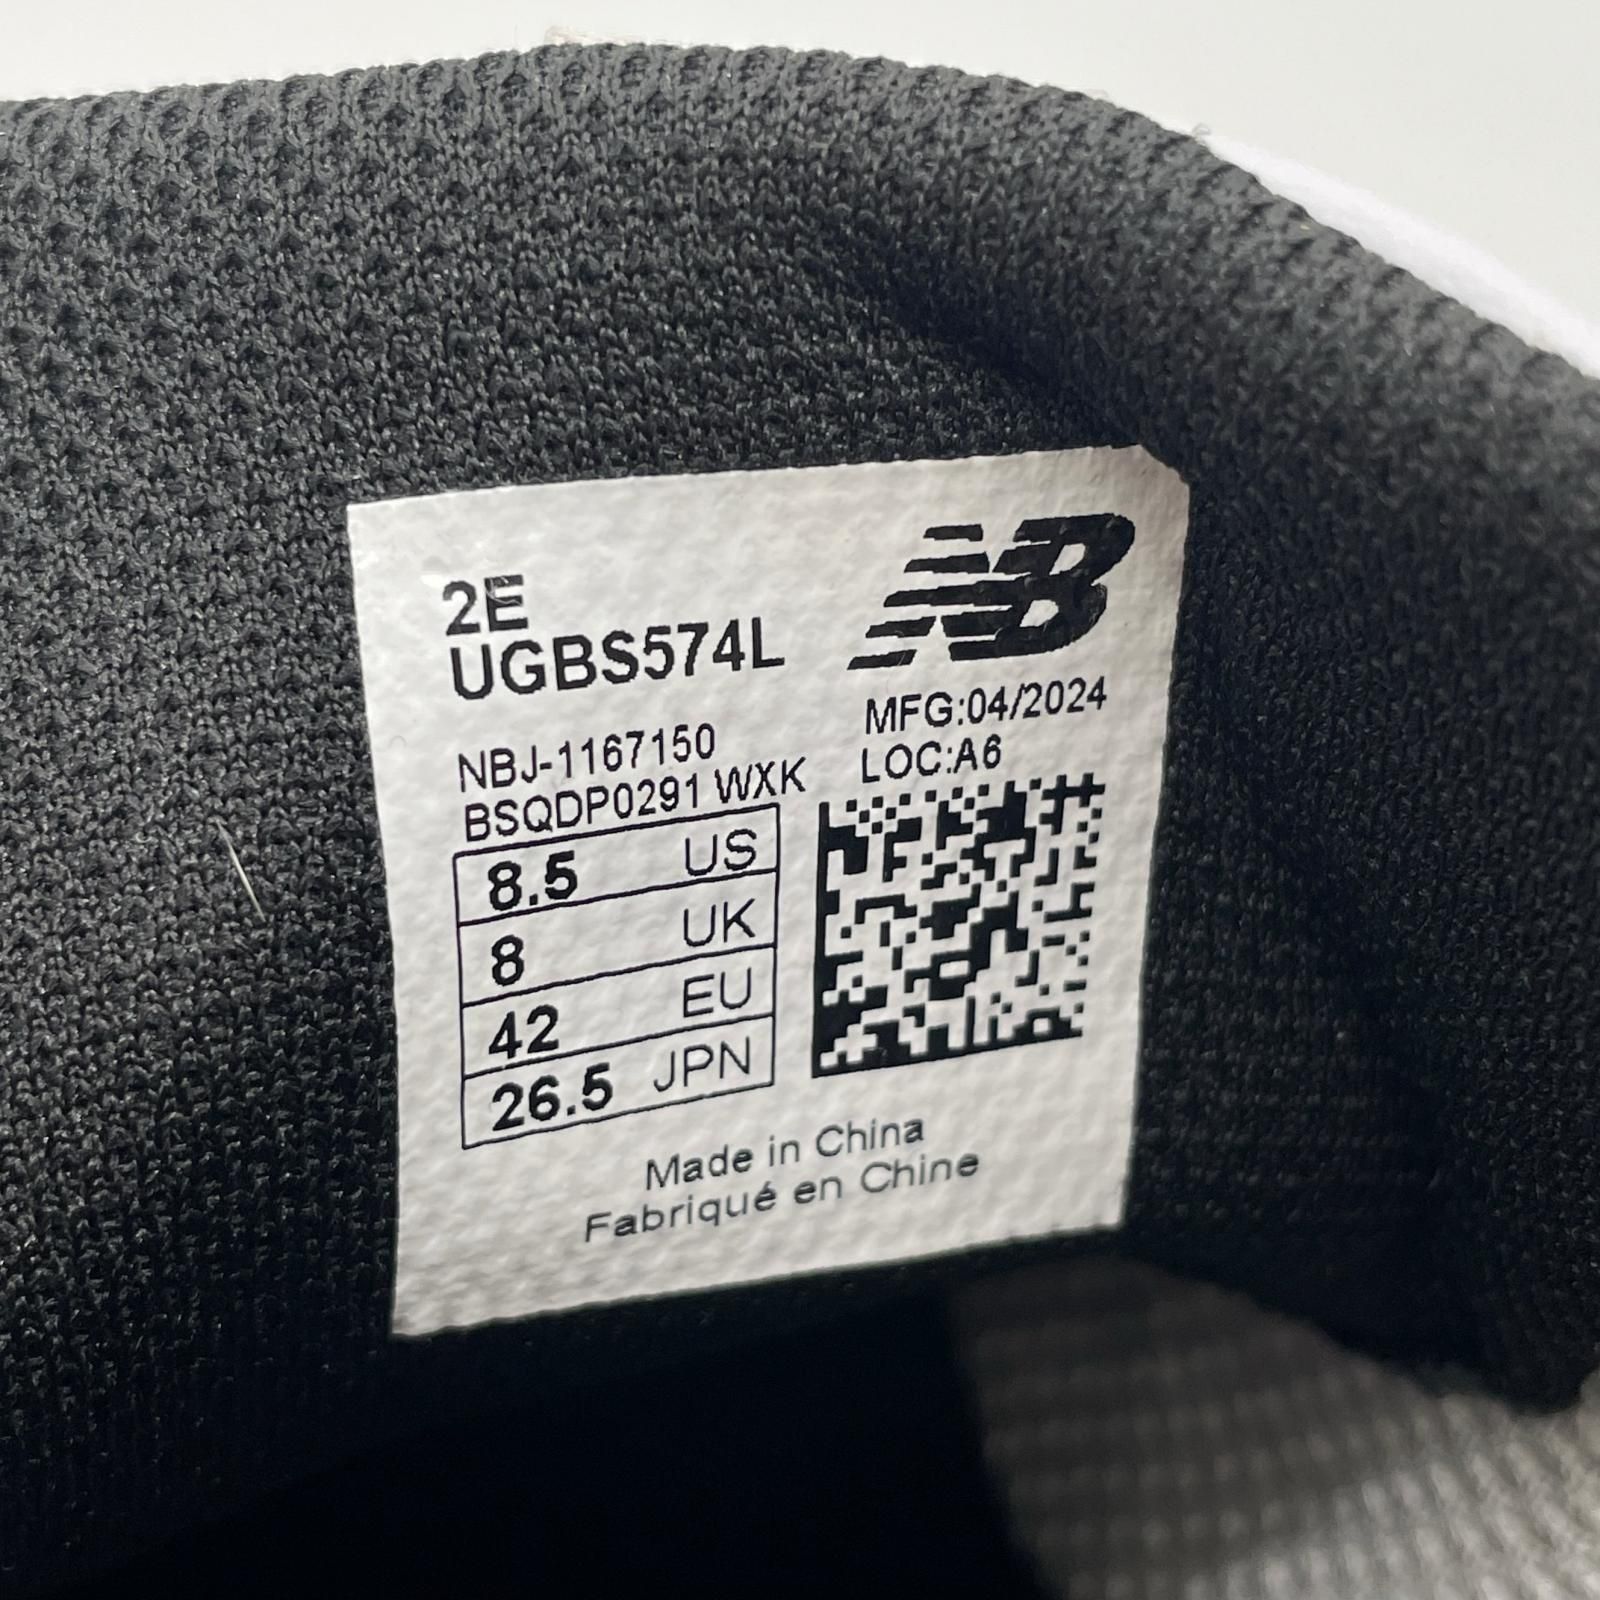 2E
UGBS574L
NB
NBJ-1167150
BSQDP0291 WXK
MFG:04/2024
LOC:A6
8.5 US
8 UK
42 EU
26.5 JPN
Made in China
Fabriqué en Chine